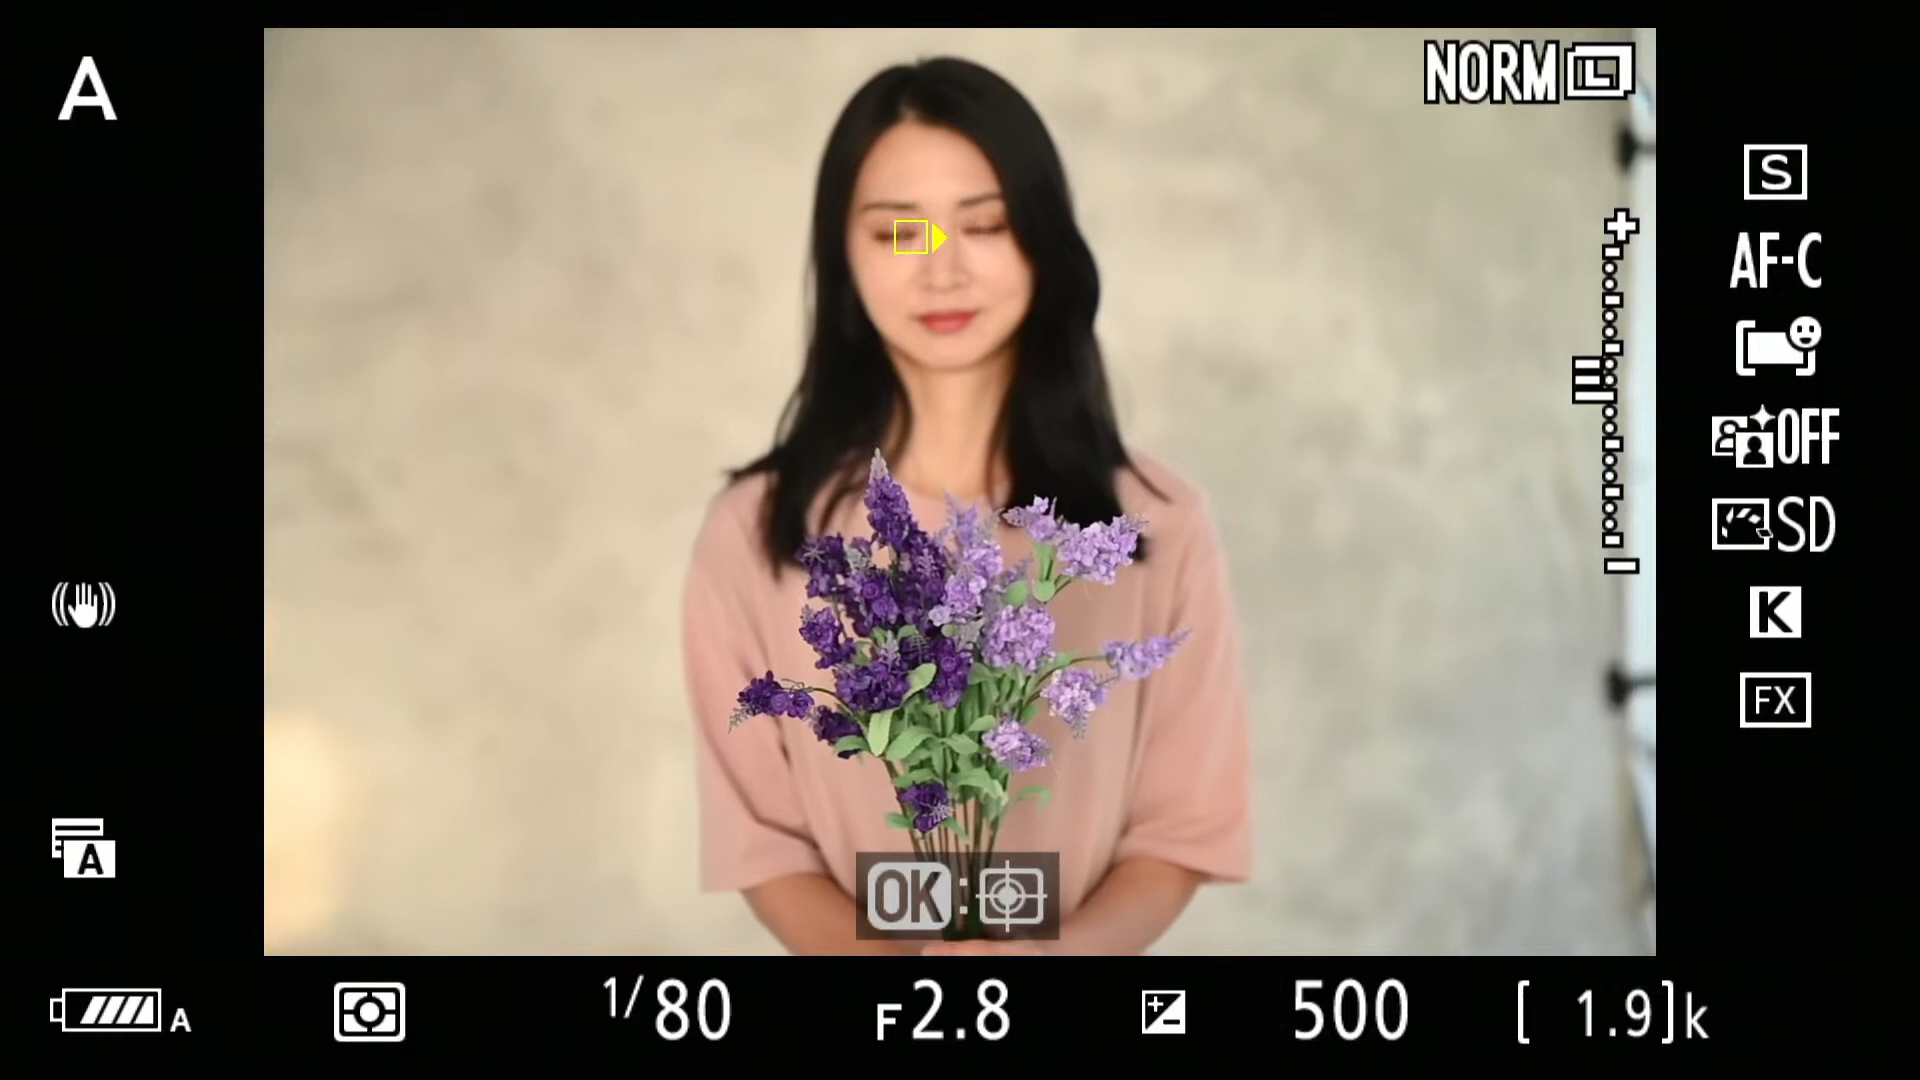 A
NORM L
S
AF-C
OFF
SD
K
FX
A
OK:
A
1/80
F2.8
500
[ 1.9]k